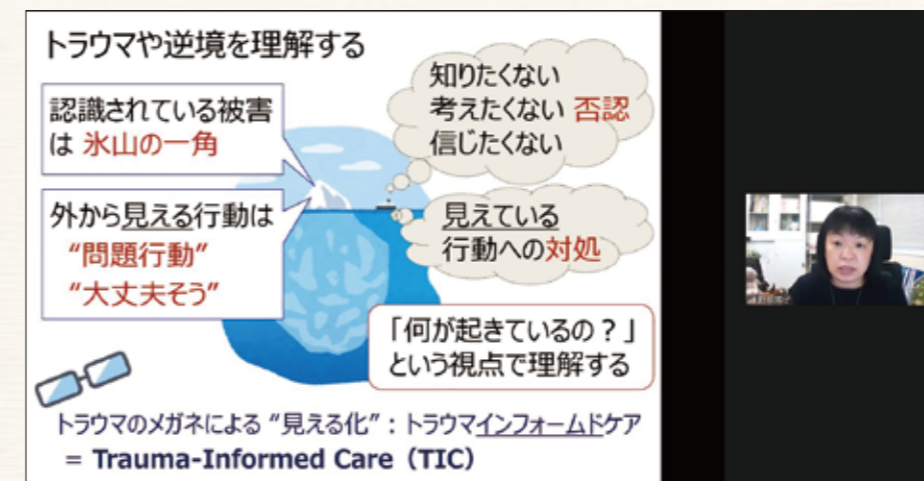 トラウマや逆境を理解する
認識されている被害
は 氷山の一角
知りたくない
考えたくない 否認
信じたくない
外から見える行動は
“問題行動”
“大丈夫そう”
見えている
行動への対処
「何が起きているの？」
という視点で理解する
トラウマのメガネによる “見える化”：トラウマインフォームドケア
= Trauma-Informed Care（TIC）